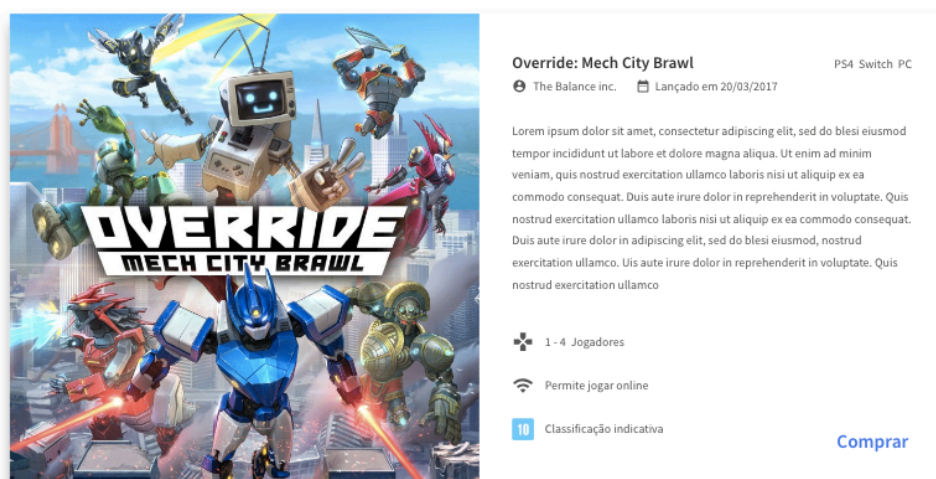 OVERRIDE
MECH CITY BRAWL
Override: Mech City Brawl
PS4 Switch PC
The Balance inc.
Lançado em 20/03/2017
Lorem ipsum dolor sit amet, consectetur adipiscing elit, sed do blesi eiusmod
tempor incididunt ut labore et dolore magna aliqua. Ut enim ad minim
veniam, quis nostrud exercitation ullamco laboris nisi ut aliquip ex ea
commodo consequat. Duis aute irure dolor in reprehenderit in voluptate. Quis
nostrud exercitation ullamco laboris nisi ut aliquip ex ea commodo consequat.
Duis aute irure dolor in adipiscing elit, sed do blesi eiusmod, nostrud
exercitation ullamco. Uis aute irure dolor in reprehenderit in voluptate. Quis
nostrud exercitation ullamco
1 - 4 Jogadores
Permite jogar online
10 Classificação indicativa
Comprar